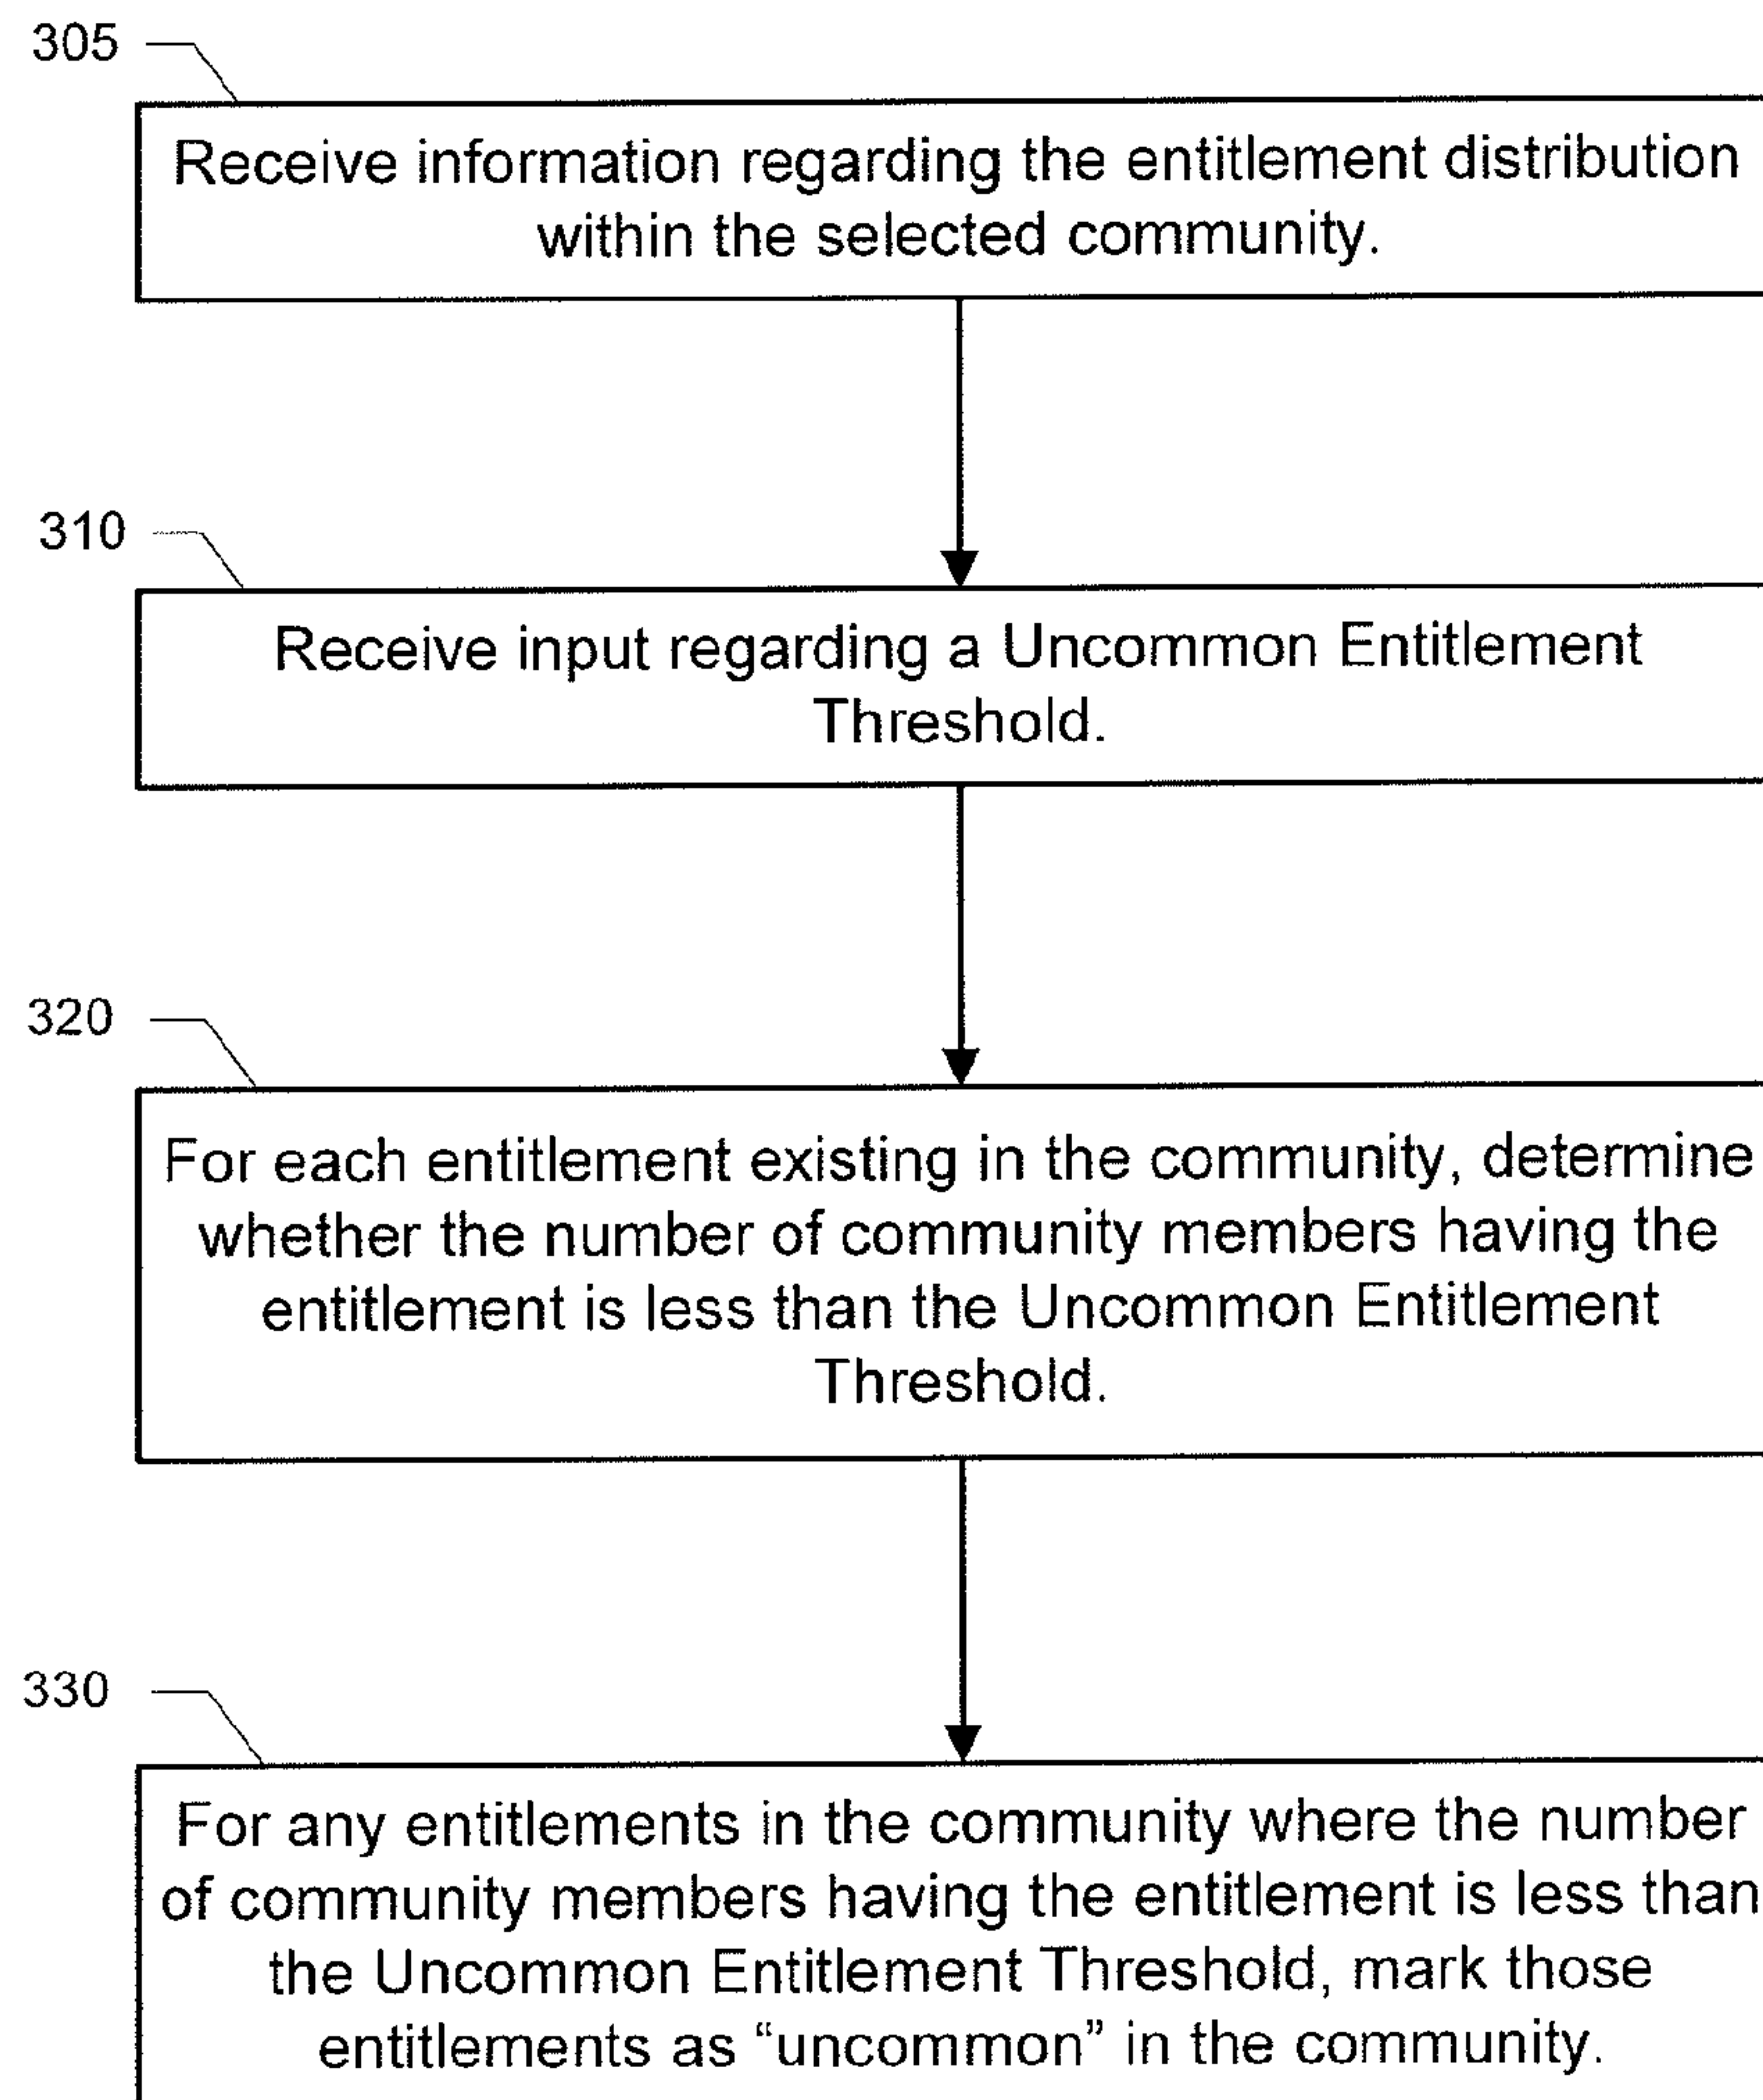 305
Receive information regarding the entitlement distribution
within the selected community.
310
Receive input regarding a Uncommon Entitlement
Threshold.
320
For each entitlement existing in the community, determine
whether the number of community members having the
entitlement is less than the Uncommon Entitlement
Threshold.
330
For any entitlements in the community where the number
of community members having the entitlement is less than
the Uncommon Entitlement Threshold, mark those
entitlements as “uncommon” in the community.